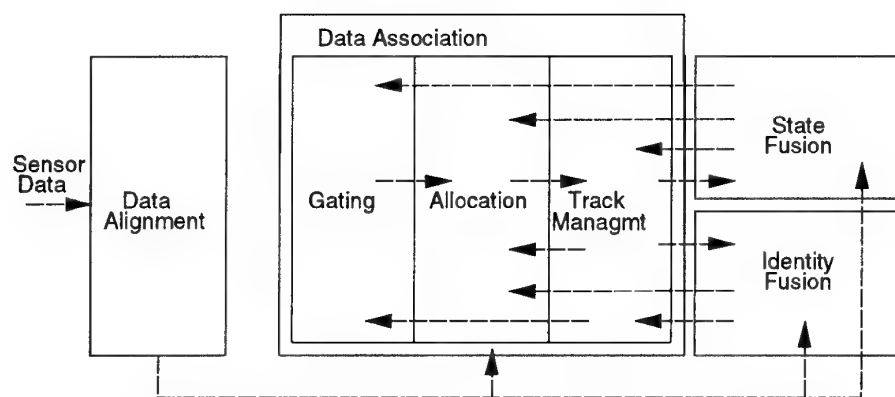 Data Association
Sensor
Data
Data
Alignment
Gating
Allocation
Track
Managmt
State
Fusion
Identity
Fusion